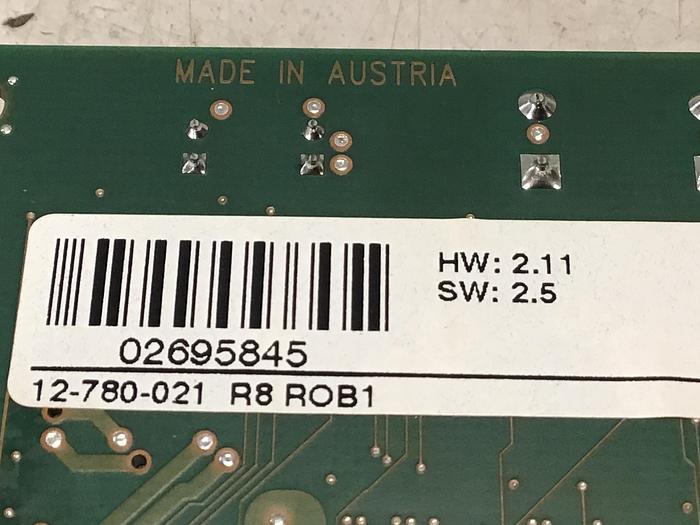 MADE IN AUSTRIA
HW: 2.11
SW: 2.5
02695845
12-780-021 R8 ROB1